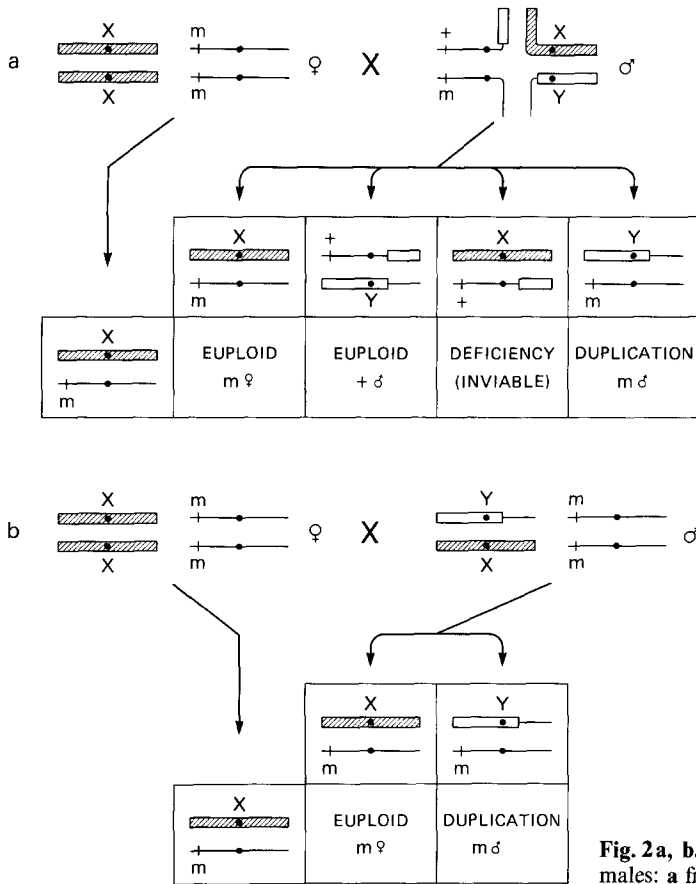 X m + X
a ♀ X ♂
X m m Y
X + X Y
m Y + m
X EUPLOID EUPLOID DEFICIENCY DUPLICATION
m m ♀ + ♂ (INVIABLE) m ♂
X m Y m
b ♀ X ♂
X m X m
X Y
m m
X EUPLOID DUPLICATION
m m ♀ m ♂
Fig. 2a, b.
males: a fi